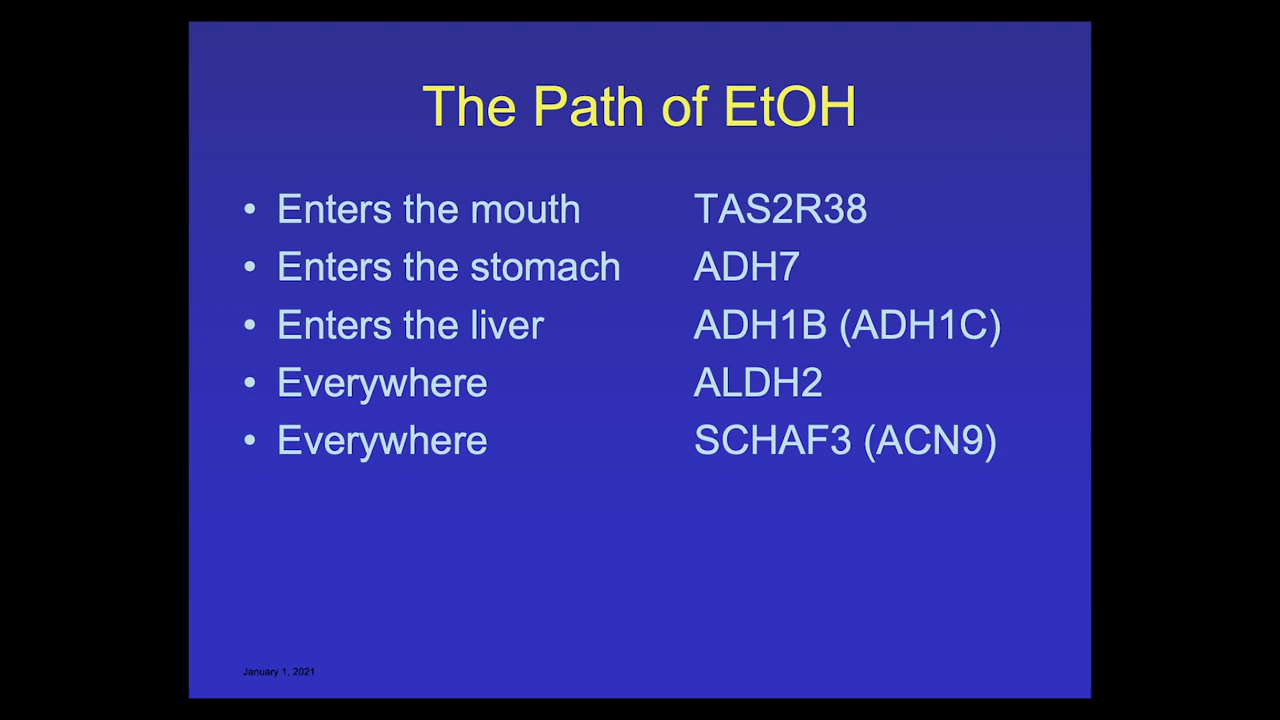 The Path of EtOH
• Enters the mouth TAS2R38
• Enters the stomach ADH7
• Enters the liver ADH1B (ADH1C)
• Everywhere ALDH2
• Everywhere SCHAF3 (ACN9)
January 1, 2021